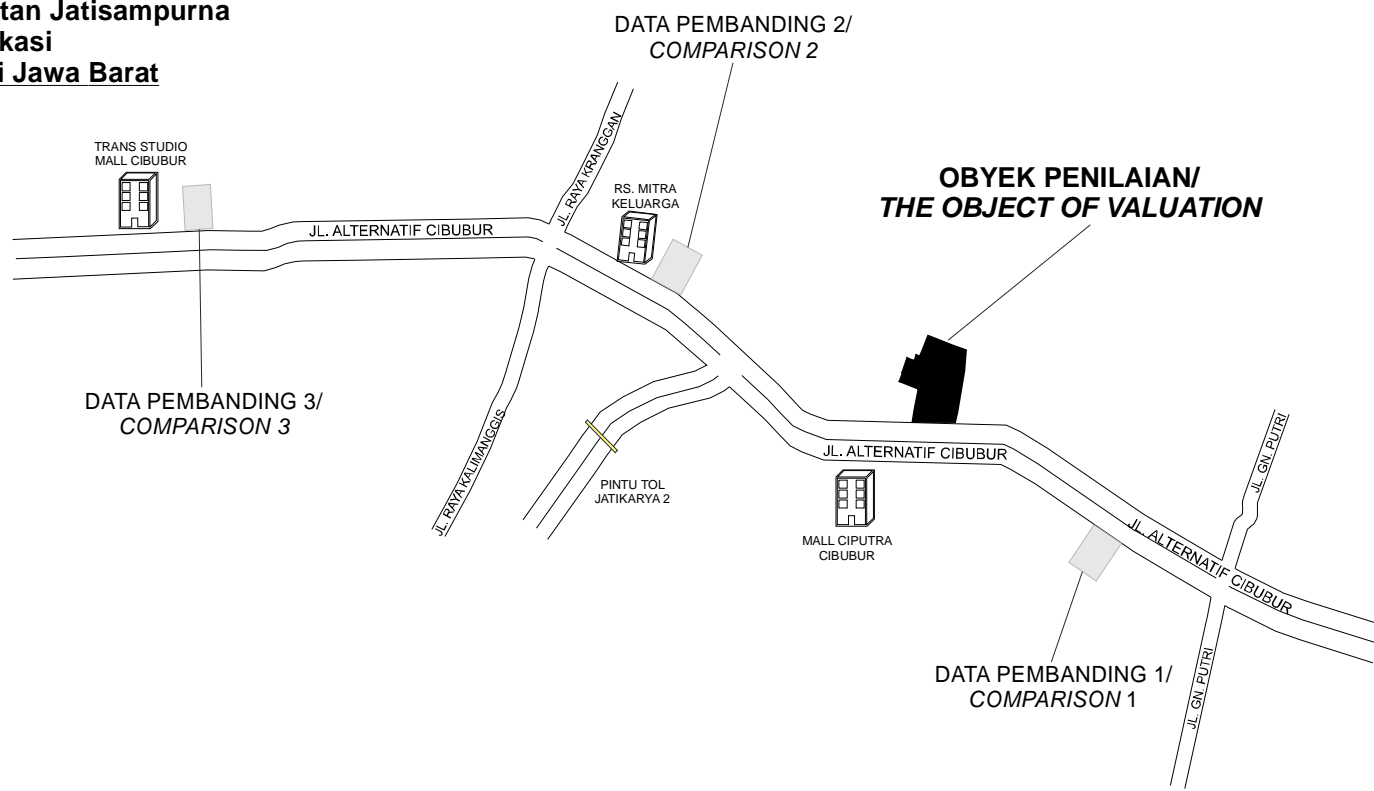 tan Jatisampurna
kasi
i Jawa Barat
DATA PEMBANDING 2/
COMPARISON 2
TRANS STUDIO
MALL CIBUBUR
JL. RAYA KRANGGAN
RS. MITRA
KELUARGA
OBYEK PENILAIAN/
THE OBJECT OF VALUATION
JL. ALTERNATIF CIBUBUR
DATA PEMBANDING 3/
COMPARISON 3
JL. RAYA KALIMANGGIS
PINTU TOL
JATIKARYA 2
JL. ALTERNATIF CIBUBUR
MALL CIPUTRA
CIBUBUR
JL. GN. PUTRI
JL. ALTERNATIF CIBUBUR
DATA PEMBANDING 1/
COMPARISON 1
JL. GN. PUTRI